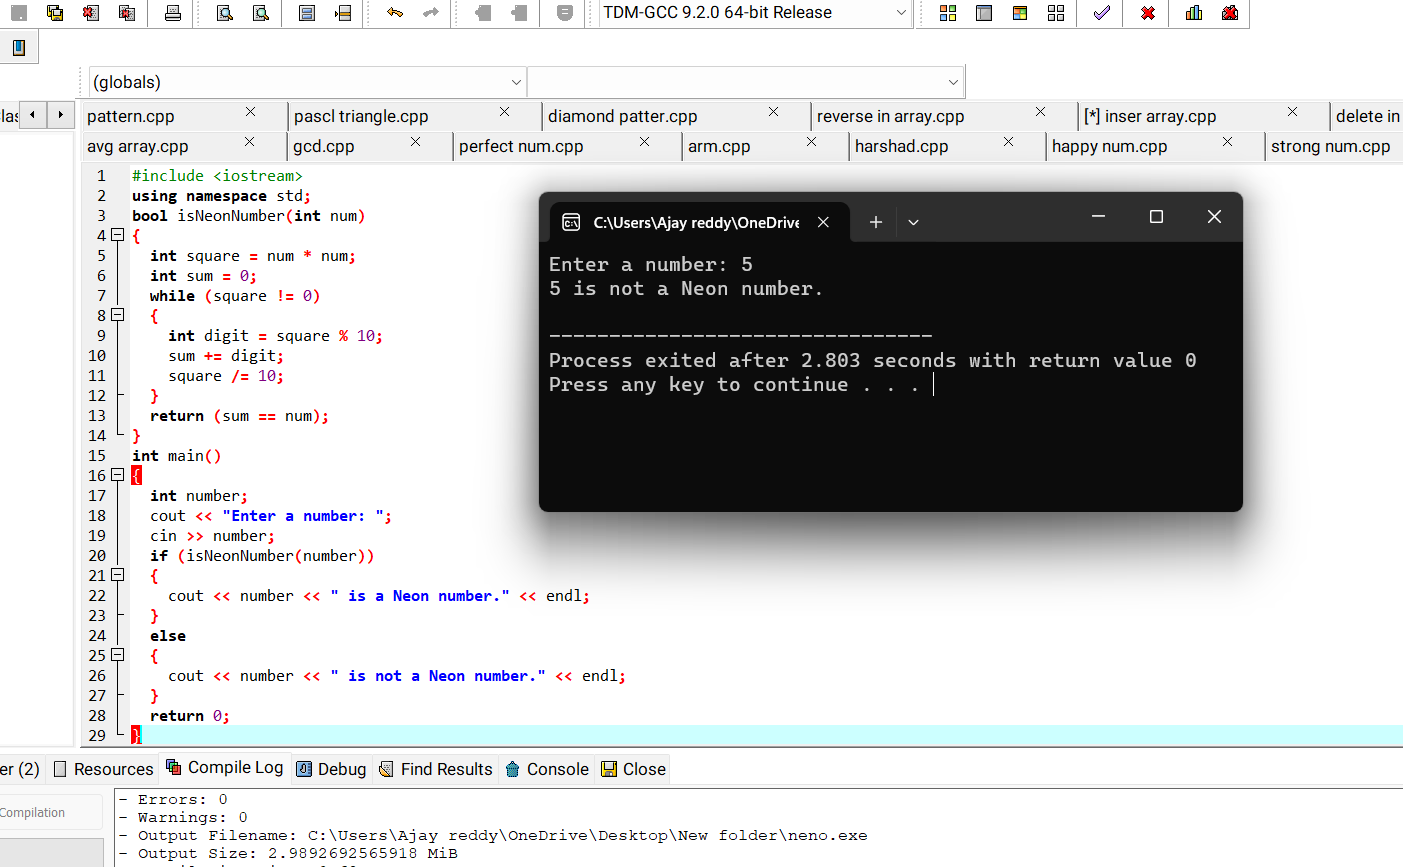 TDM-GCC 9.2.0 64-bit Release
(globals)
pattern.cpp pascl triangle.cpp diamond patter.cpp reverse in array.cpp [*] inser array.cpp delete in
avg array.cpp gcd.cpp perfect num.cpp arm.cpp harshad.cpp happy num.cpp strong num.cpp
1 #include <iostream>
2 using namespace std;
3 bool isNeonNumber(int num)
4 {
5 int square = num * num;
6 int sum = 0;
7 while (square != 0)
8 {
9 int digit = square % 10;
10 sum += digit;
11 square /= 10;
12 }
13 return (sum == num);
14 }
15 int main()
16 {
17 int number;
18 cout << "Enter a number: ";
19 cin >> number;
20 if (isNeonNumber(number))
21 {
22 cout << number << " is a Neon number." << endl;
23 }
24 else
25 {
26 cout << number << " is not a Neon number." << endl;
27 }
28 return 0;
29 }
C:\Users\Ajay reddy\OneDrive
Enter a number: 5
5 is not a Neon number.
--------------------------------
Process exited after 2.803 seconds with return value 0
Press any key to continue . . .
er (2) Resources Compile Log Debug Find Results Console Close
Compilation
- Errors: 0
- Warnings: 0
- Output Filename: C:\Users\Ajay reddy\OneDrive\Desktop\New folder\neno.exe
- Output Size: 2.9892692565918 MiB